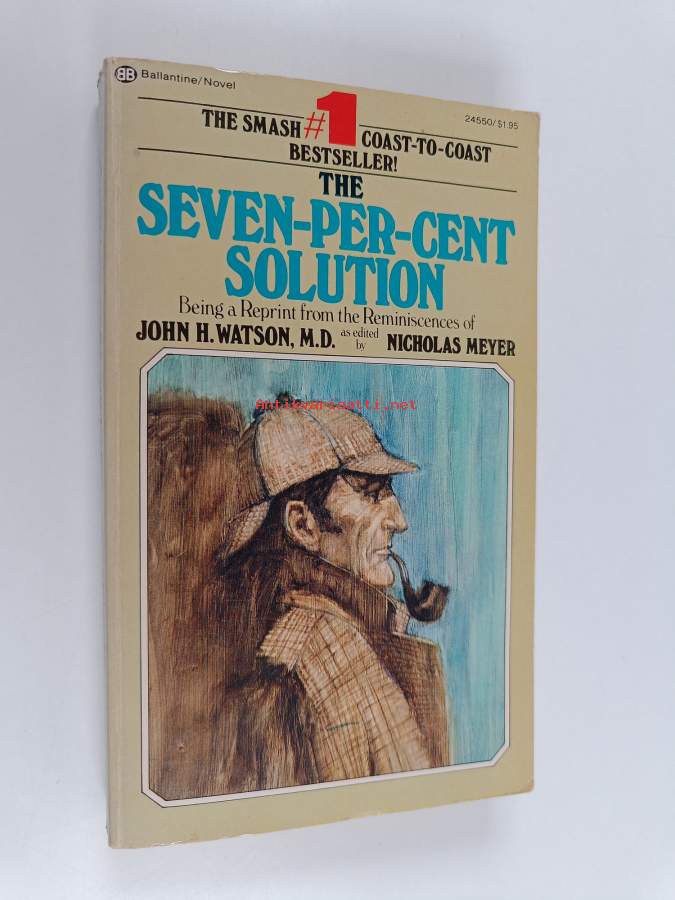 BB Ballantine/Novel
24550/$1.95
THE SMASH #1 COAST-TO-COAST
BESTSELLER!
THE
SEVEN-PER-CENT
SOLUTION
Being a Reprint from the Reminiscences of
JOHN H. WATSON, M.D. as edited by NICHOLAS MEYER
Antikvariaatti.net